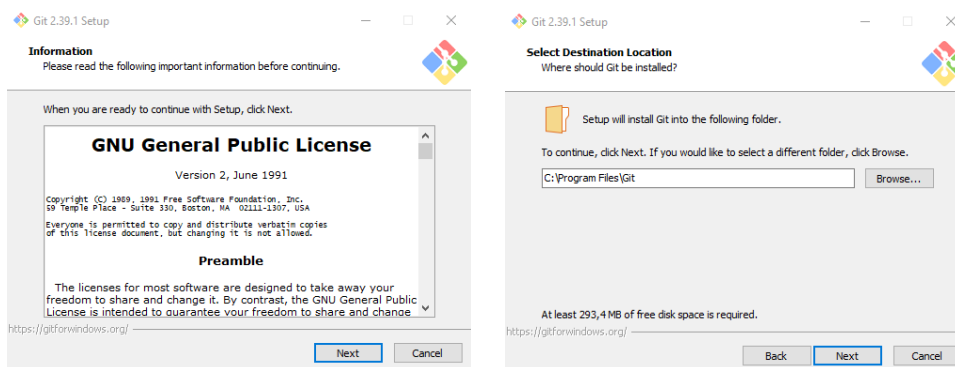 Git 2.39.1 Setup
Information
Please read the following important information before continuing.
When you are ready to continue with Setup, click Next.
GNU General Public License
Version 2, June 1991
Copyright (C) 1989, 1991 Free Software Foundation, Inc.
59 Temple Place - Suite 330, Boston, MA  02111-1307, USA
Everyone is permitted to copy and distribute verbatim copies
of this license document, but changing it is not allowed.
Preamble
The licenses for most software are designed to take away your
freedom to share and change it. By contrast, the GNU General Public
License is intended to guarantee your freedom to share and change
https://gitforwindows.org/
Next
Cancel
Git 2.39.1 Setup
Select Destination Location
Where should Git be installed?
Setup will install Git into the following folder.
To continue, click Next. If you would like to select a different folder, click Browse.
C:\Program Files\Git
Browse...
At least 293,4 MB of free disk space is required.
https://gitforwindows.org/
Back
Next
Cancel